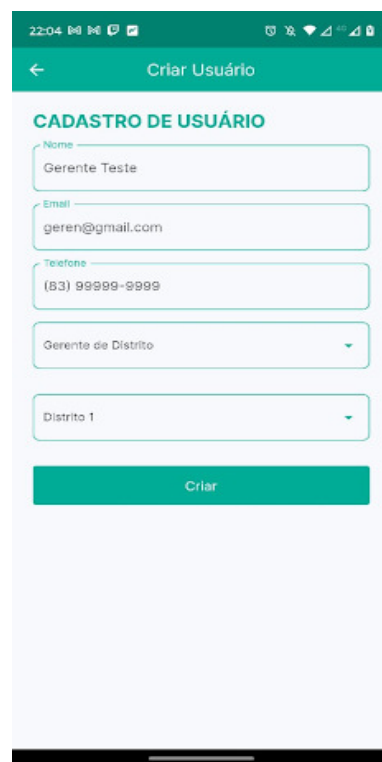 22:04
Criar Usuário
CADASTRO DE USUÁRIO
Nome
Gerente Teste
Email
geren@gmail.com
Telefone
(83) 99999-9999
Gerente de Distrito
Distrito 1
Criar